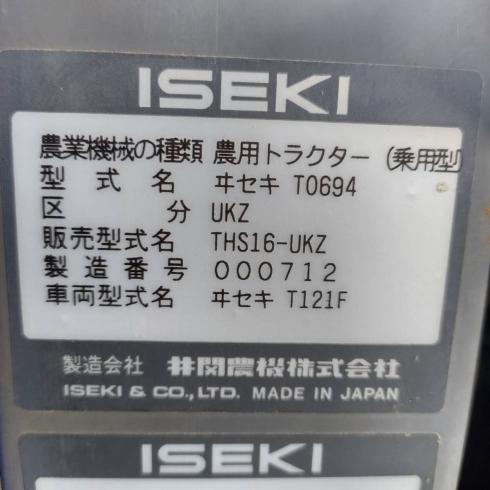 ISEKI
農業機械の種類 農用トラクター (乗用型)
型式名 ヰセキ T0694
区分 UKZ
販売型式名 THS16-UKZ
製造番号 000712
車両型式名 ヰセキ T121F
製造会社 井関農機株式会社
ISEKI & CO.,LTD. MADE IN JAPAN
ISEKI